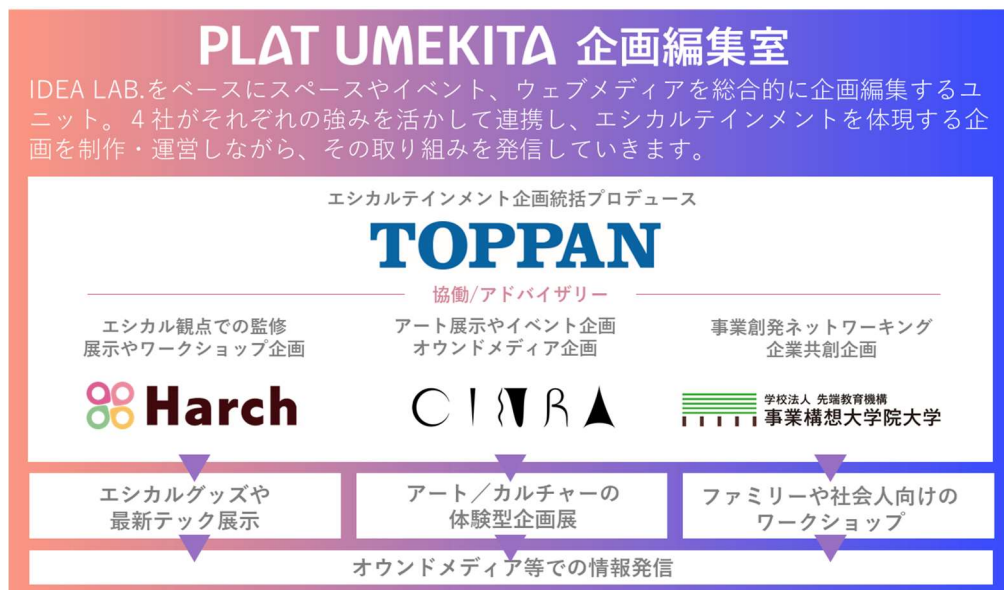 PLAT UMEKITA 企画編集室
IDEA LAB.をベースにスペースやイベント、ウェブメディアを総合的に企画編集するユ
ニット。４社がそれぞれの強みを活かして連携し、エシカルテインメントを体現する企
画を制作・運営しながら、その取り組みを発信していきます。
エシカルテインメント企画統括プロデュース
TOPPAN
協働/アドバイザリー
エシカル観点での監修
展示やワークショップ企画
Harch
アート展示やイベント企画
オウンドメディア企画
CINRA
事業創発ネットワーキング
企業共創企画
学校法人 先端教育機構
事業構想大学院大学
エシカルグッズや
最新テック展示
アート／カルチャーの
体験型企画展
ファミリーや社会人向けの
ワークショップ
オウンドメディア等での情報発信